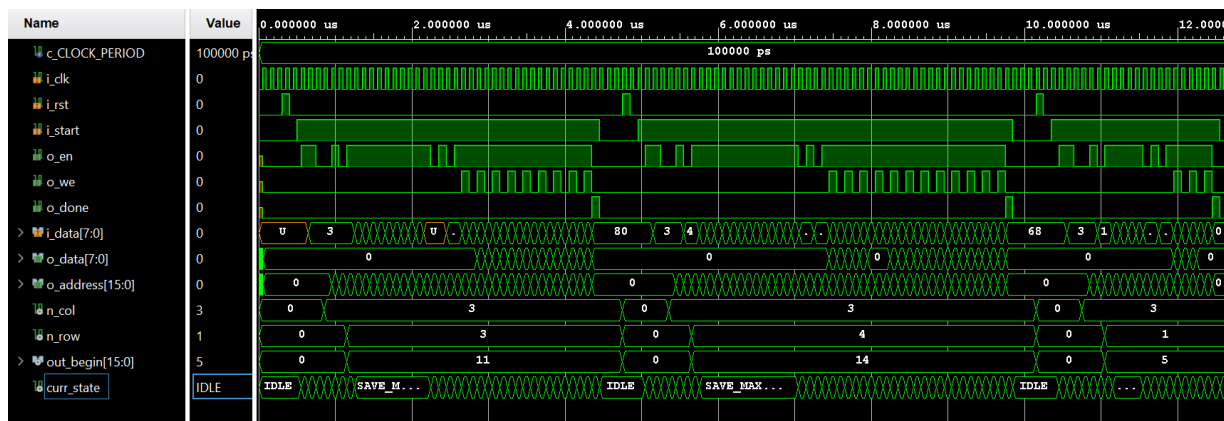 Name Value 0.000000 us 2.000000 us 4.000000 us 6.000000 us 8.000000 us 10.000000 us 12.0000
c_CLOCK_PERIOD 100000 ps 100000 ps
i_clk 0
i_rst 0
i_start 0
o_en 0
o_we 0
o_done 0
i_data[7:0] 0 U 3 U . 80 3 4 . . 68 3 1 . . 0
o_data[7:0] 0 0 0 0 0 0
o_address[15:0] 0 0 0 0 0
n_col 3 0 3 0 3 0 3
n_row 1 0 3 0 4 0 1
out_begin[15:0] 5 0 11 0 14 0 5
curr_state IDLE IDLE SAVE_M... IDLE SAVE_MAX... IDLE ...